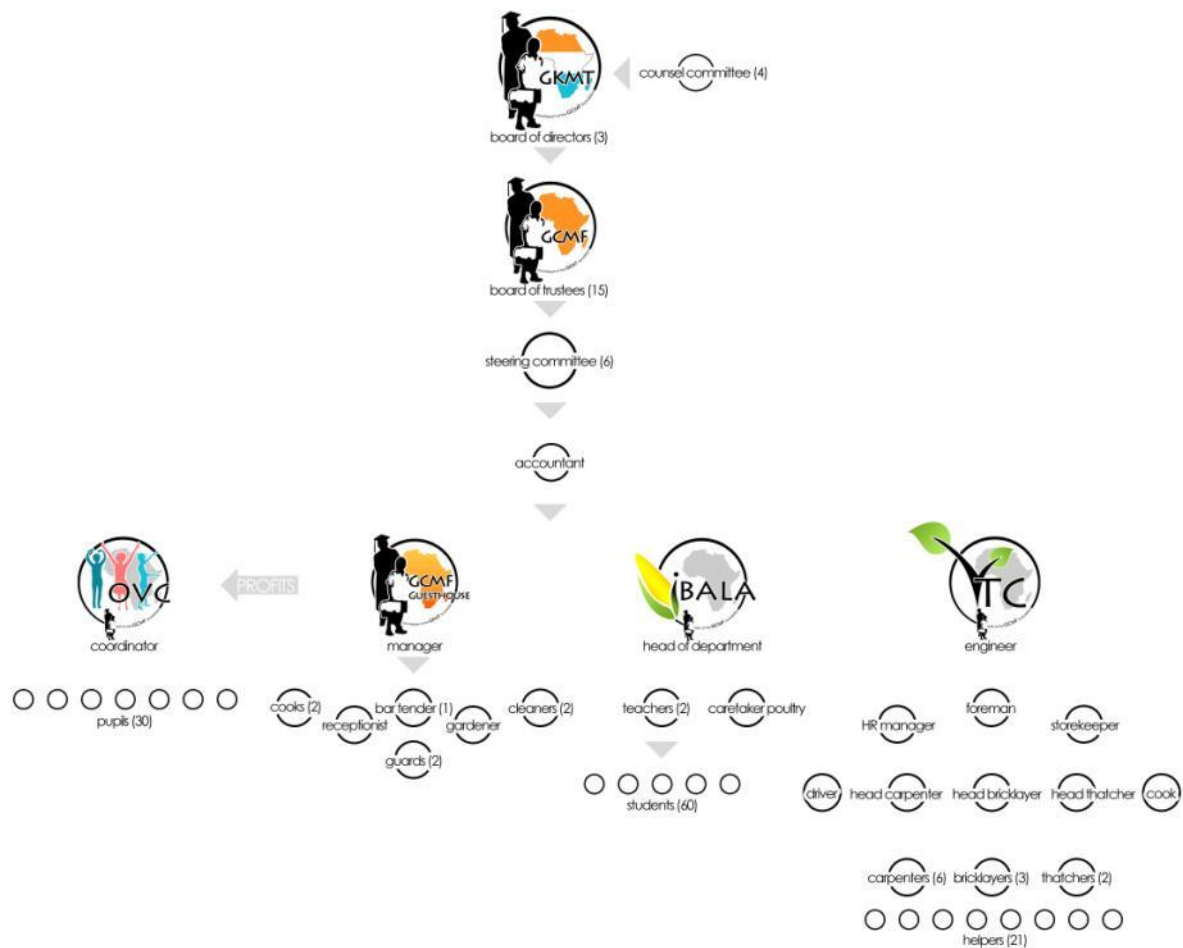 GKMT
counsel committee (4)
board of directors (3)
GCMF
board of trustees (15)
steering committee (6)
accountant
OVC
PROFITS
GCMF
GUESTHOUSE
iBALA
YTC
coordinator
manager
head of department
engineer
pupils (30)
cooks (2)
receptionist
bar tender (1)
gardener
cleaners (2)
guards (2)
teachers (2)
caretaker poultry
students (60)
HR manager
foreman
storekeeper
driver
head carpenter
head bricklayer
head thatcher
cook
carpenters (6)
bricklayers (3)
thatchers (2)
helpers (21)